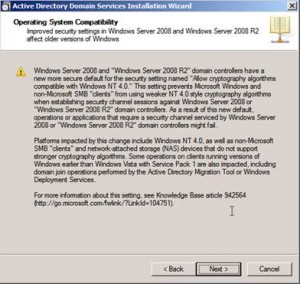 Active Directory Domain Services Installation Wizard
Operating System Compatibility
Improved security settings in Windows Server 2008 and Windows Server 2008 R2
affect older versions of Windows
Windows Server 2008 and "Windows Server 2008 R2" domain controllers have a
new more secure default for the security setting named "Allow cryptography algorithms
compatible with Windows NT 4.0." This setting prevents Microsoft Windows and
non-Microsoft SMB "clients" from using weaker NT 4.0 style cryptography algorithms
when establishing security channel sessions against Windows Server 2008 or
"Windows Server 2008 R2" domain controllers. As a result of this new default,
operations or applications that require a security channel serviced by Windows Server
2008 or "Windows Server 2008 R2" domain controllers might fail.
Platforms impacted by this change include Windows NT 4.0, as well as non-Microsoft
SMB "clients" and network-attached storage (NAS) devices that do not support
stronger cryptography algorithms. Some operations on clients running versions of
Windows earlier than Windows Vista with Service Pack 1 are also impacted, including
domain join operations performed by the Active Directory Migration Tool or Windows
Deployment Services.
For more information about this setting, see Knowledge Base article 942564
(http://go.microsoft.com/fwlink/?LinkId=104751).
< Back
Next >
Cancel